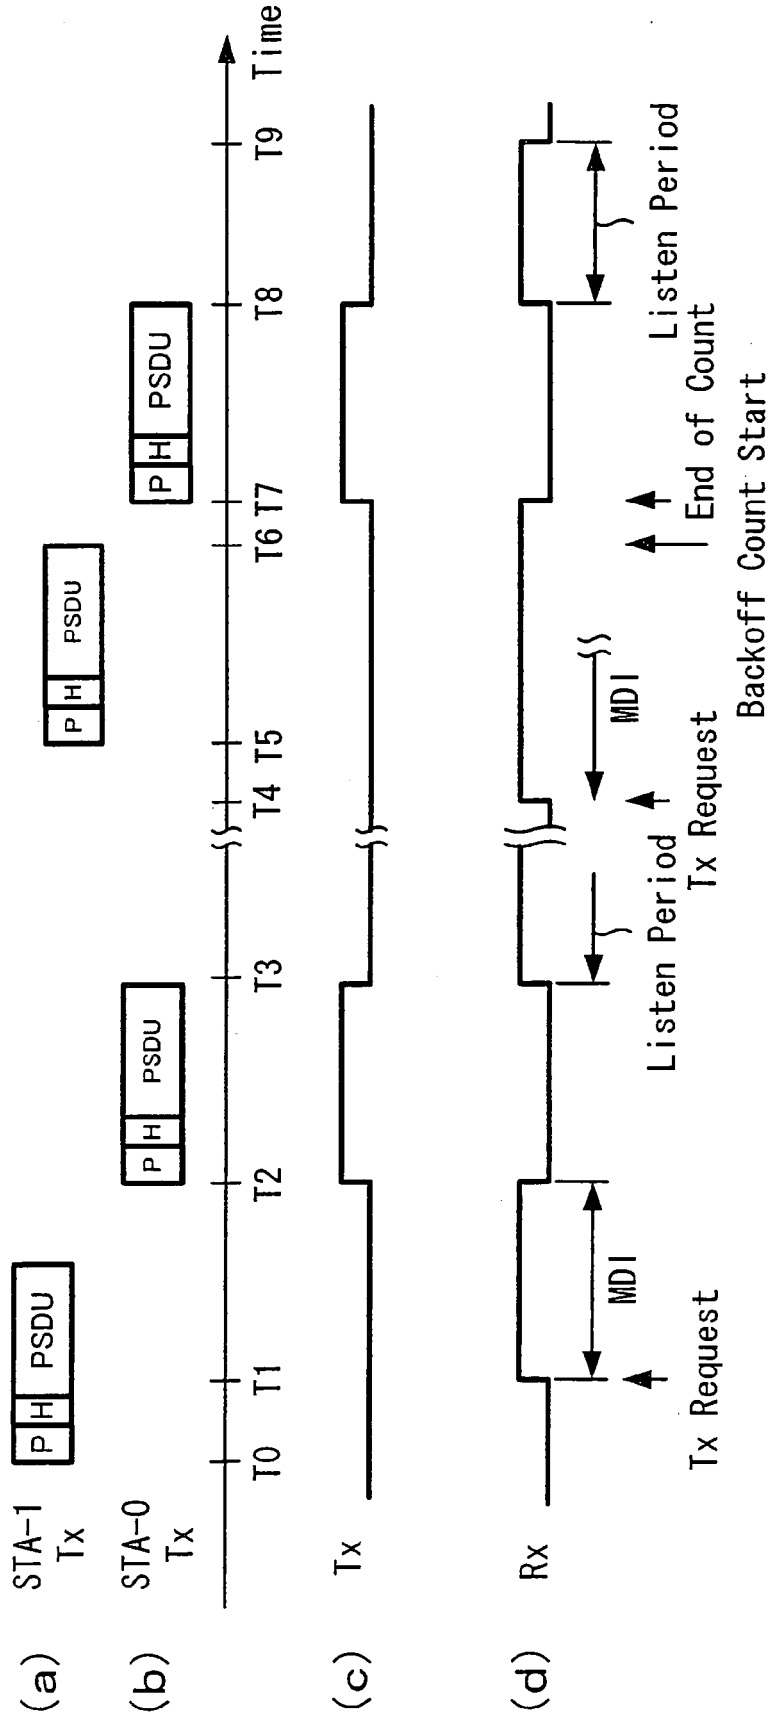 (a) STA-1 Tx
P H PSDU
P H PSDU
(b) STA-0 Tx
P H PSDU
P H PSDU
T0 T1 T2 T3 T4 T5 T6 T7 T8 T9 Time
(c) Tx
(d) Rx
MDI
MDI
Tx Request
Listen Period
Tx Request
Backoff Count Start
End of Count
Listen Period